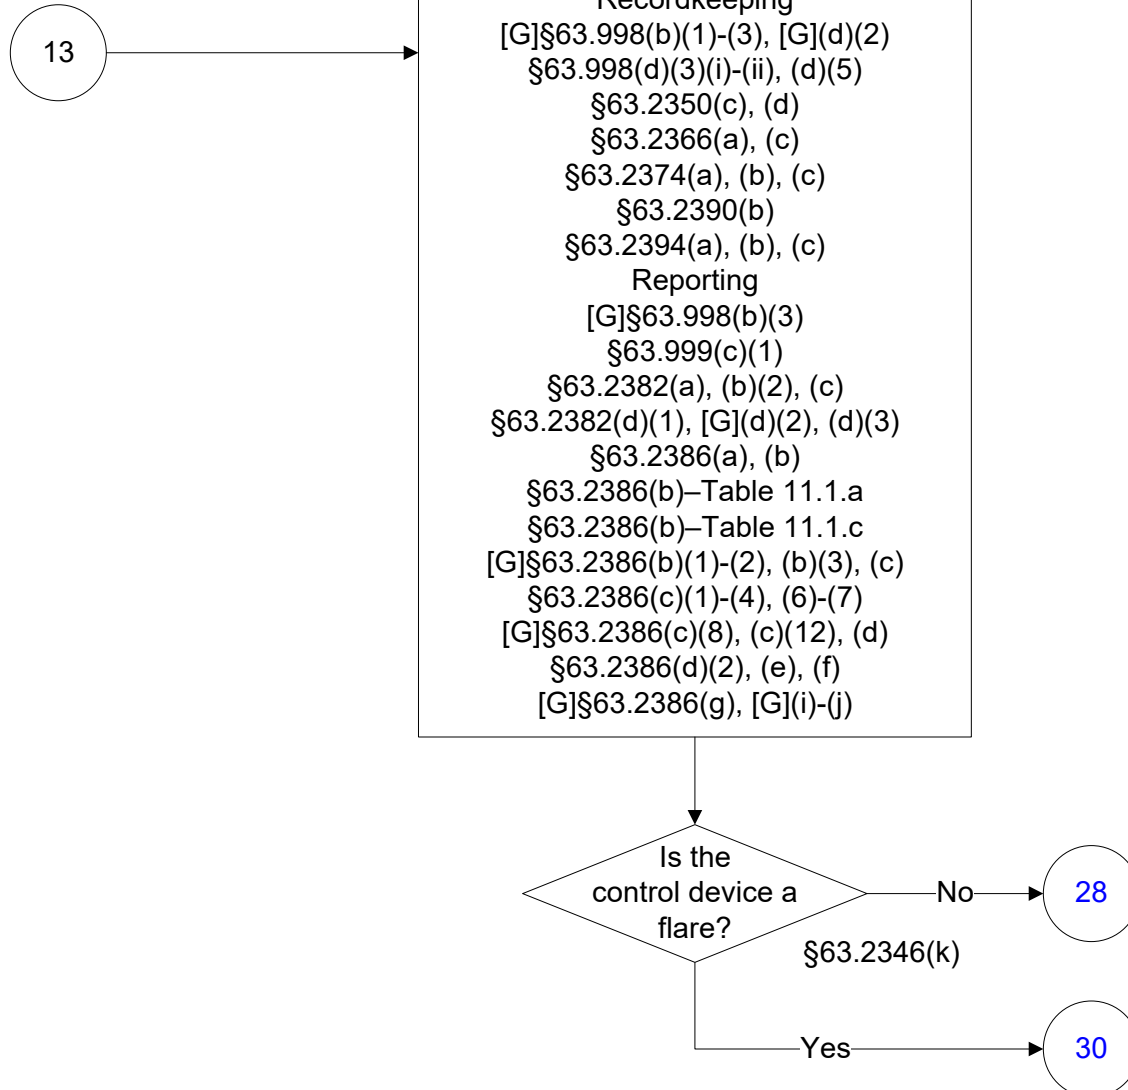 Recordkeeping
13
[G]§63.998(b)(1)-(3), [G](d)(2)
§63.998(d)(3)(i)-(ii), (d)(5)
§63.2350(c), (d)
§63.2366(a), (c)
§63.2374(a), (b), (c)
§63.2390(b)
§63.2394(a), (b), (c)
Reporting
[G]§63.998(b)(3)
§63.999(c)(1)
§63.2382(a), (b)(2), (c)
§63.2382(d)(1), [G](d)(2), (d)(3)
§63.2386(a), (b)
§63.2386(b)–Table 11.1.a
§63.2386(b)–Table 11.1.c
[G]§63.2386(b)(1)-(2), (b)(3), (c)
§63.2386(c)(1)-(4), (6)-(7)
[G]§63.2386(c)(8), (c)(12), (d)
§63.2386(d)(2), (e), (f)
[G]§63.2386(g), [G](i)-(j)
Is the
control device a
flare?
No
28
§63.2346(k)
Yes
30